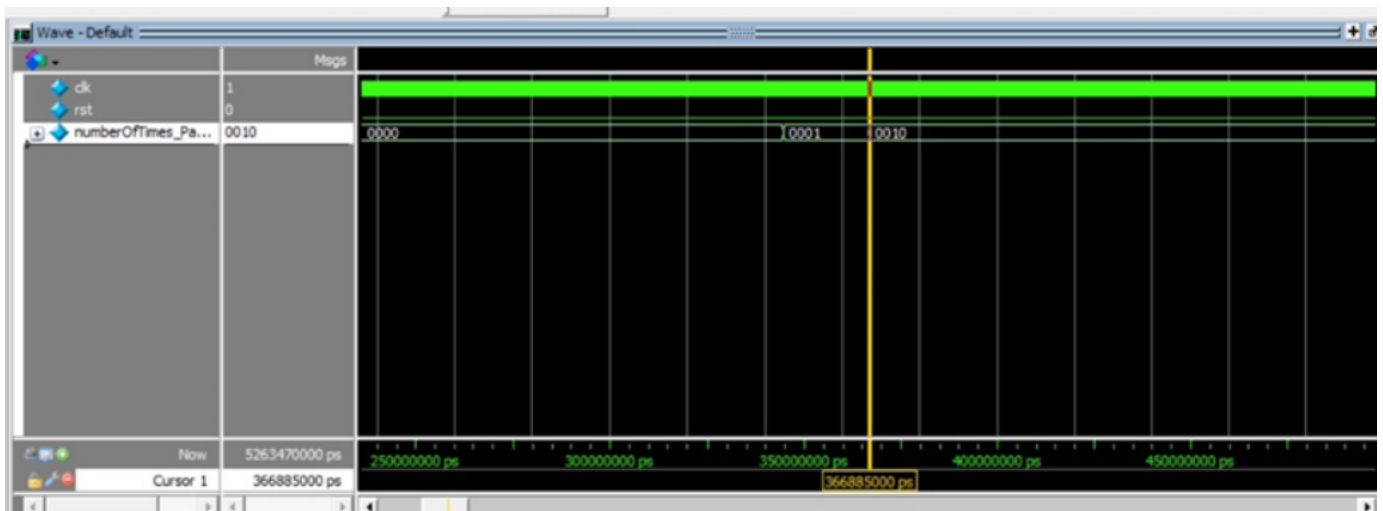 Wave - Default
Msgs
clk 1
rst 0
numberOfTimes_Pa... 0010 0000 0001 0010
Now 5263470000 ps 250000000 ps 300000000 ps 350000000 ps 400000000 ps 450000000 ps
Cursor 1 366885000 ps 366885000 ps